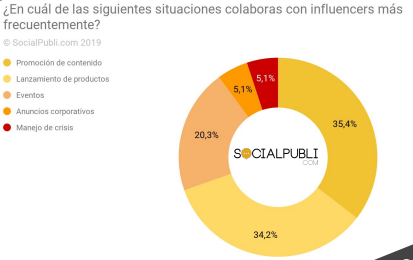 ¿En cuál de las siguientes situaciones colaboras con influencers más
frecuentemente?
© SocialPubli.com 2019
Promoción de contenido
Lanzamiento de productos
Eventos
Anuncios corporativos
Manejo de crisis
5,1%
5,1%
35,4%
20,3%
SOCIALPUBLI
.COM
34,2%